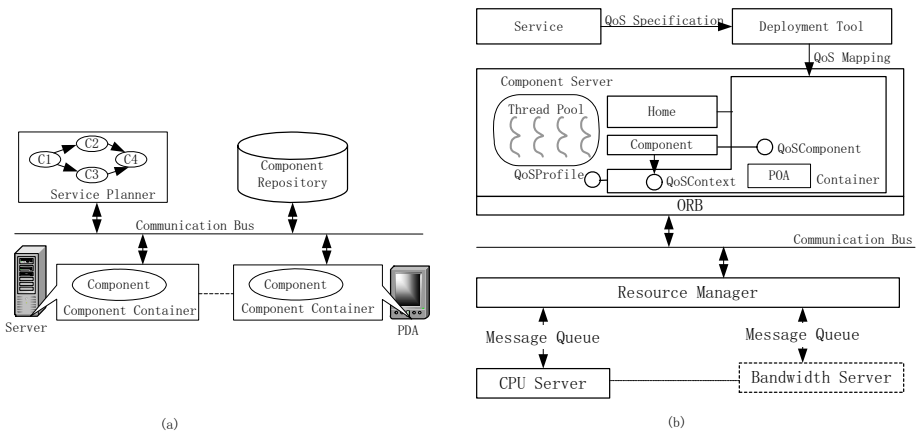 C1
C2
C3
C4
Service Planner
Component
Repository
Communication Bus
Component
Component Container
Component
Component Container
Server
PDA
(a)
Service
QoS Specification
Deployment Tool
QoS Mapping
Component Server
Thread Pool
Home
Component
QoSComponent
QoSProfile
QoSContext
POA
Container
ORB
Communication Bus
Resource Manager
Message Queue
Message Queue
CPU Server
Bandwidth Server
(b)